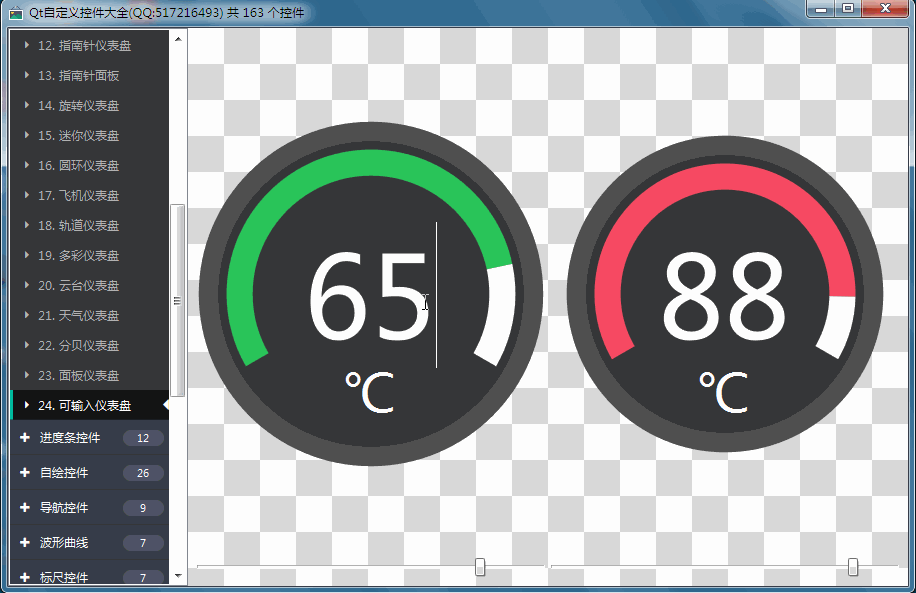 Qt自定义控件大全(QQ:517216493) 共 163 个控件
12. 指南针仪表盘
13. 指南针面板
14. 旋转仪表盘
15. 迷你仪表盘
16. 圆环仪表盘
17. 飞机仪表盘
18. 轨道仪表盘
19. 多彩仪表盘
20. 云台仪表盘
21. 天气仪表盘
22. 分贝仪表盘
23. 面板仪表盘
24. 可输入仪表盘
进度条控件 12
自绘控件 26
导航控件 9
波形曲线 7
标尺控件 7
65
℃
88
℃